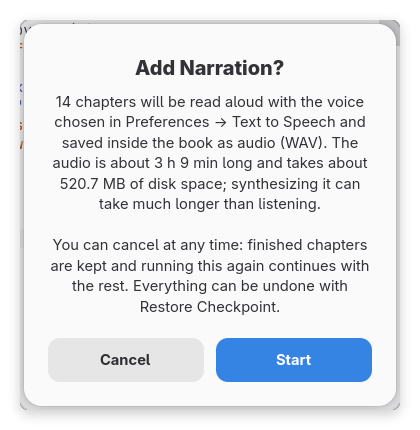 Add Narration?
14 chapters will be read aloud with the voice
chosen in Preferences → Text to Speech and
saved inside the book as audio (WAV). The
audio is about 3 h 9 min long and takes about
520.7 MB of disk space; synthesizing it can
take much longer than listening.
You can cancel at any time: finished chapters
are kept and running this again continues with
the rest. Everything can be undone with
Restore Checkpoint.
Cancel
Start